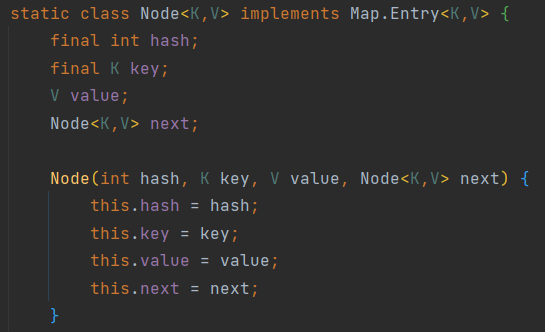 static class Node<K,V> implements Map.Entry<K,V> {
    final int hash;
    final K key;
    V value;
    Node<K,V> next;

    Node(int hash, K key, V value, Node<K,V> next) {
        this.hash = hash;
        this.key = key;
        this.value = value;
        this.next = next;
    }